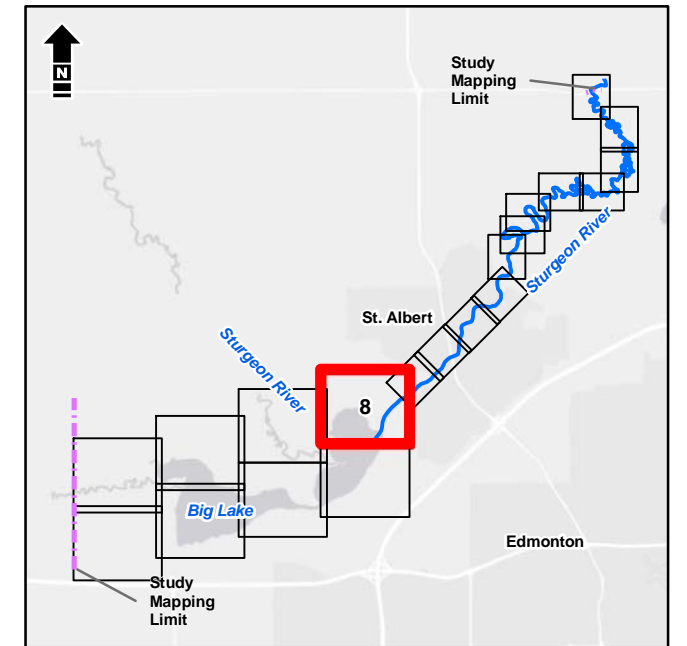 N
Study
Mapping
Limit
Sturgeon River
St. Albert
Sturgeon River
8
Big Lake
Edmonton
Study
Mapping
Limit